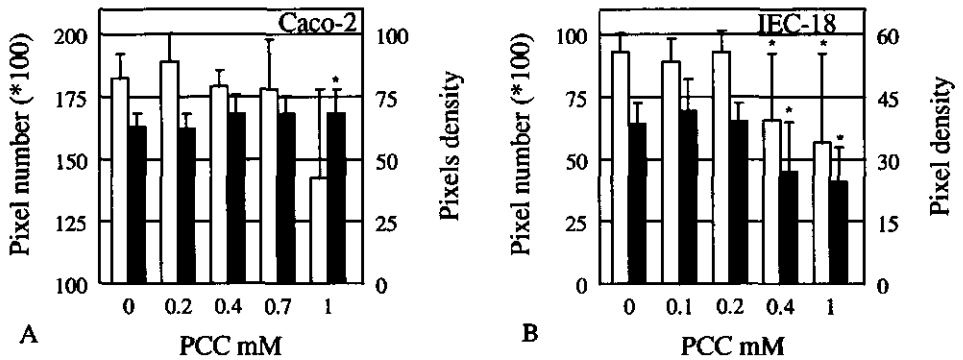 Caco-2
Pixel number (*100)
200
175
150
125
100
100
75
50
25
0
Pixels density
*
0 0.2 0.4 0.7 1
PCC mM
A
IEC-18
Pixel number (*100)
100
75
50
25
0
60
45
30
15
0
Pixel density
* *
*
*
0 0.1 0.2 0.4 1
PCC mM
B